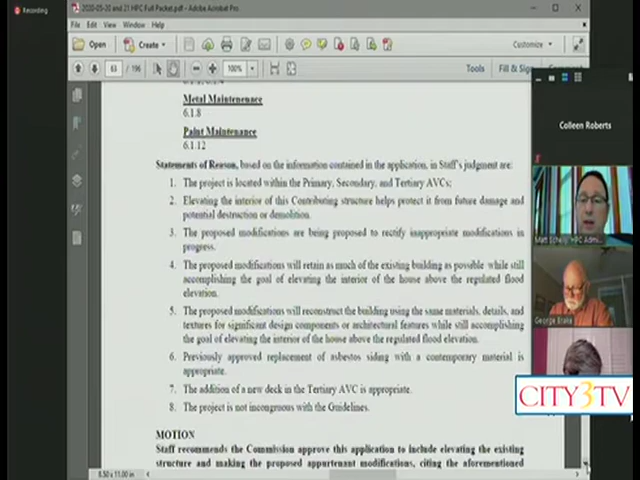 Recording
2020-05-20 and 21 HPC Full Packet.pdf - Adobe Acrobat Pro
File Edit View Window Help
Open Create Customize
63 / 196 100% Tools Fill & Sign
Metal Maintenence
6.1.8
Paint Maintenance
6.1.12
Statements of Reason, based on the information contained in the application, in Staff's judgment are:
1. The project is located within the Primary, Secondary, and Tertiary AVCs;
2. Elevating the interior of this Contributing structure helps protect it from future damage and
potential destruction or demolition.
3. The proposed modifications are being proposed to rectify inappropriate modifications in
progress.
4. The proposed modifications will retain as much of the existing building as possible while still
accomplishing the goal of elevating the interior of the house above the regulated flood
elevation.
5. The proposed modifications will reconstruct the building using the same materials, details, and
textures for significant design components or architectural features while still accomplishing
the goal of elevating the interior of the house above the regulated flood elevation.
6. Previously approved replacement of asbestos siding with a contemporary material is
appropriate.
7. The addition of a new deck in the Tertiary AVC is appropriate.
8. The project is not incongruous with the Guidelines.
MOTION
Staff recommends the Commission approve this application to include elevating the existing
structure and making the proposed appurtenant modifications, citing the aforementioned
8.50 x 11.00 in
Colleen Roberts
Matt HPC Admi...
George Brake
CITY3TV